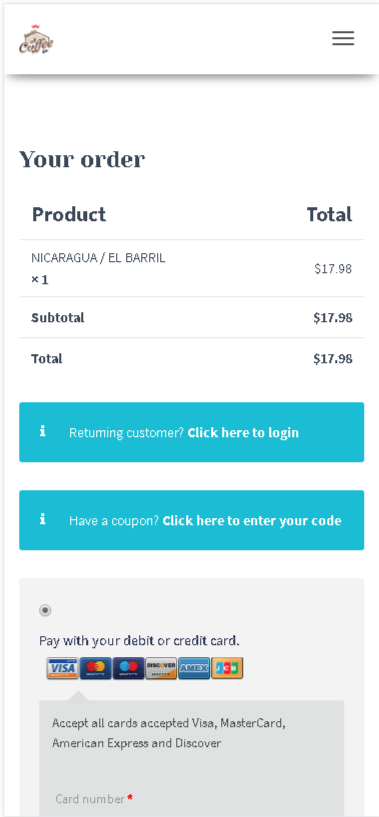 Coffee
Your order
Product Total
NICARAGUA / EL BARRIL
× 1
$17.98
Subtotal $17.98
Total $17.98
Returning customer? Click here to login
Have a coupon? Click here to enter your code
Pay with your debit or credit card.
VISA DISCOVER AMEX JCB
Accept all cards accepted Visa, MasterCard,
American Express and Discover
Card number *